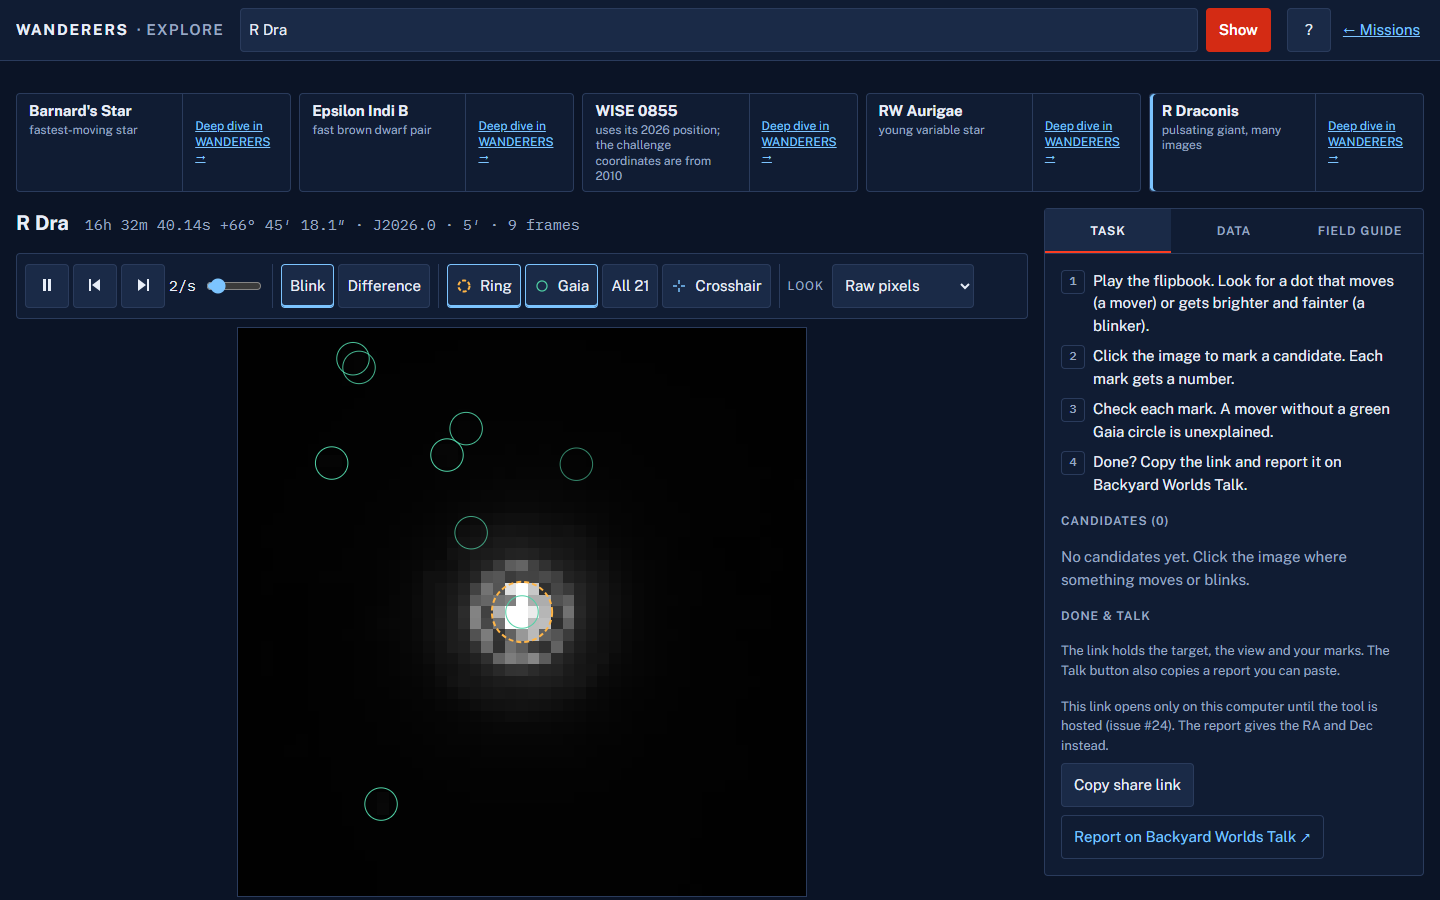 WANDERERS · EXPLORE
R Dra
Show
?
← Missions
Barnard's Star
fastest-moving star
Deep dive in
WANDERERS
→
Epsilon Indi B
fast brown dwarf pair
Deep dive in
WANDERERS
→
WISE 0855
uses its 2026 position;
the challenge
coordinates are from
2010
Deep dive in
WANDERERS
→
RW Aurigae
young variable star
Deep dive in
WANDERERS
→
R Draconis
pulsating giant, many
images
Deep dive in
WANDERERS
→
R Dra 16h 32m 40.14s +66° 45′ 18.1″ · J2026.0 · 5′ · 9 frames
2/s
Blink
Difference
Ring
Gaia
All 21
Crosshair
LOOK
Raw pixels
TASK
DATA
FIELD GUIDE
1 Play the flipbook. Look for a dot that moves
(a mover) or gets brighter and fainter (a
blinker).
2 Click the image to mark a candidate. Each
mark gets a number.
3 Check each mark. A mover without a green
Gaia circle is unexplained.
4 Done? Copy the link and report it on
Backyard Worlds Talk.
CANDIDATES (0)
No candidates yet. Click the image where
something moves or blinks.
DONE & TALK
The link holds the target, the view and your marks. The
Talk button also copies a report you can paste.
This link opens only on this computer until the tool is
hosted (issue #24). The report gives the RA and Dec
instead.
Copy share link
Report on Backyard Worlds Talk ↗